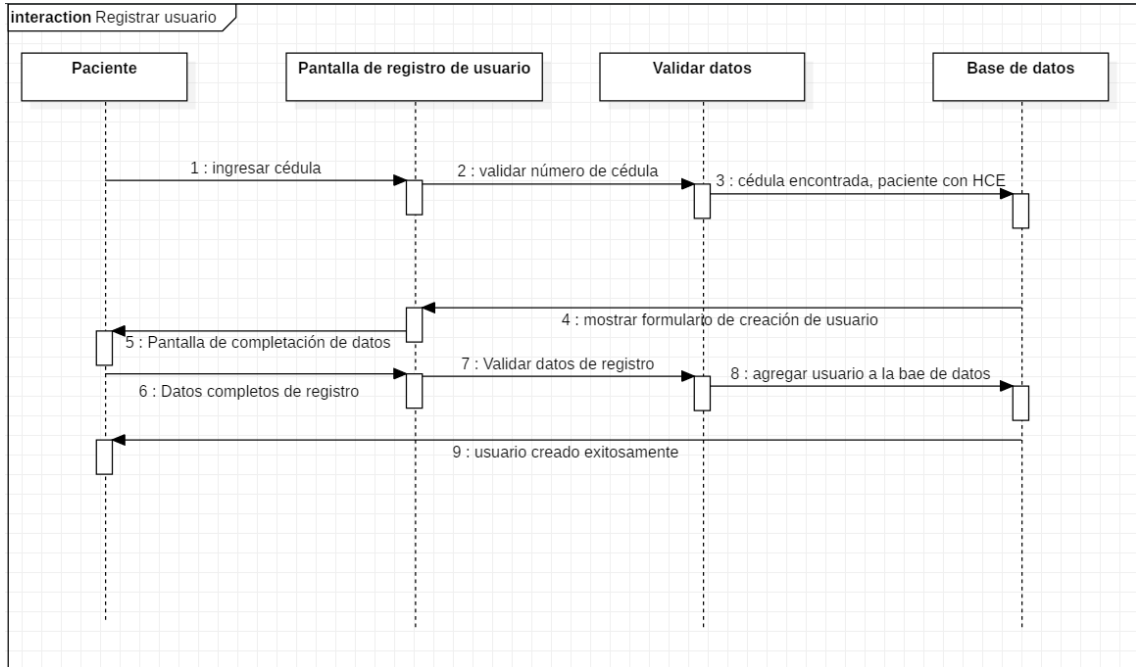 interaction Registrar usuario
Paciente
Pantalla de registro de usuario
Validar datos
Base de datos
1 : ingresar cédula
2 : validar número de cédula
3 : cédula encontrada, paciente con HCE
4 : mostrar formulario de creación de usuario
5 : Pantalla de completación de datos
6 : Datos completos de registro
7 : Validar datos de registro
8 : agregar usuario a la bae de datos
9 : usuario creado exitosamente